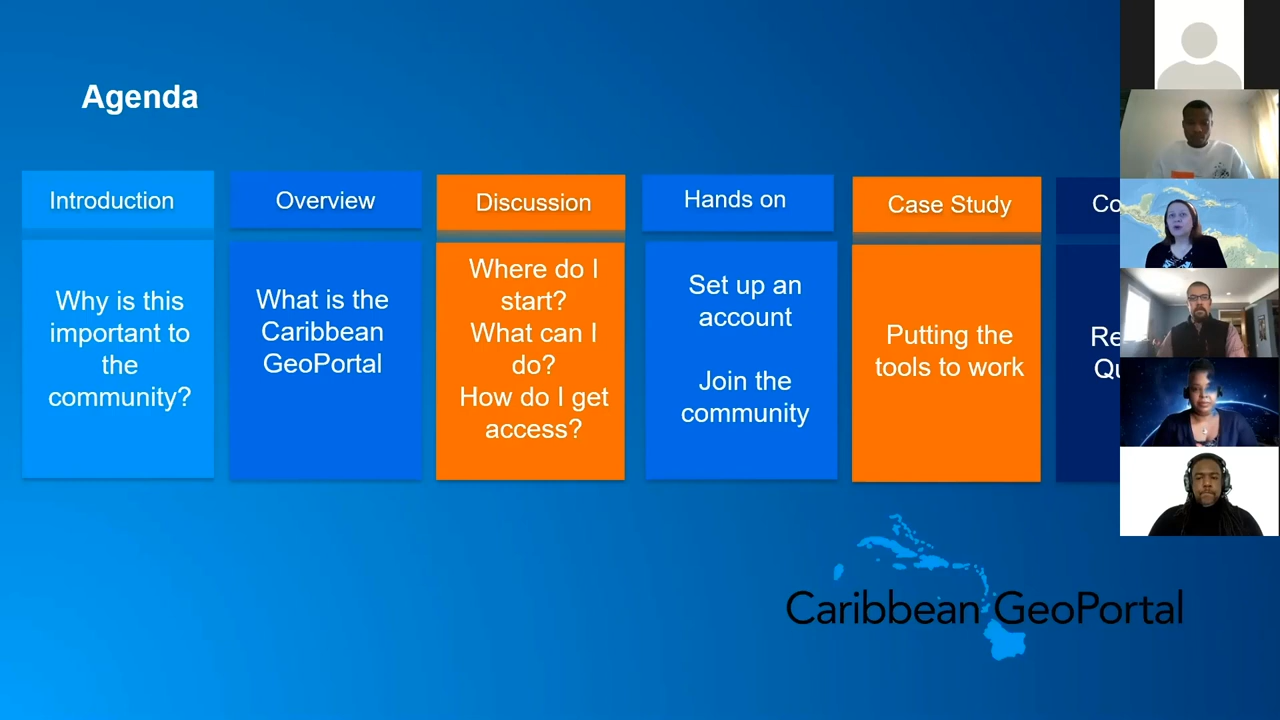 Agenda
Introduction
Why is this
important to
the
community?
Overview
What is the
Caribbean
GeoPortal
Discussion
Where do I
start?
What can I
do?
How do I get
access?
Hands on
Set up an
account
Join the
community
Case Study
Putting the
tools to work
Caribbean GeoPortal